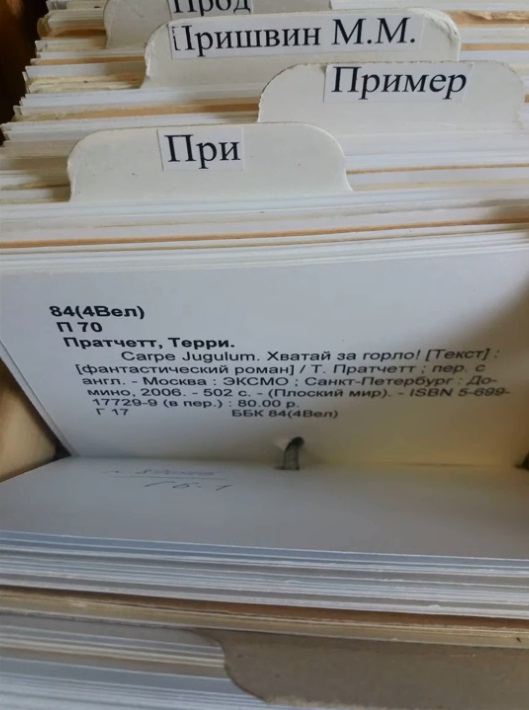 Прод
Пришвин М.М.
Пример
При
84(4Вел)
П 70
Пратчетт, Терри.
Carpe Jugulum. Хватай за горло! [Текст] :
[фантастический роман] / Т. Пратчетт ; пер. с
англ. - Москва : ЭКСМО ; Санкт-Петербург : До-
мино, 2006. - 502 с. - (Плоский мир). - ISBN 5-699-
17729-9 (в пер.) : 80.00 р.
Г 17 ББК 84(4Вел)